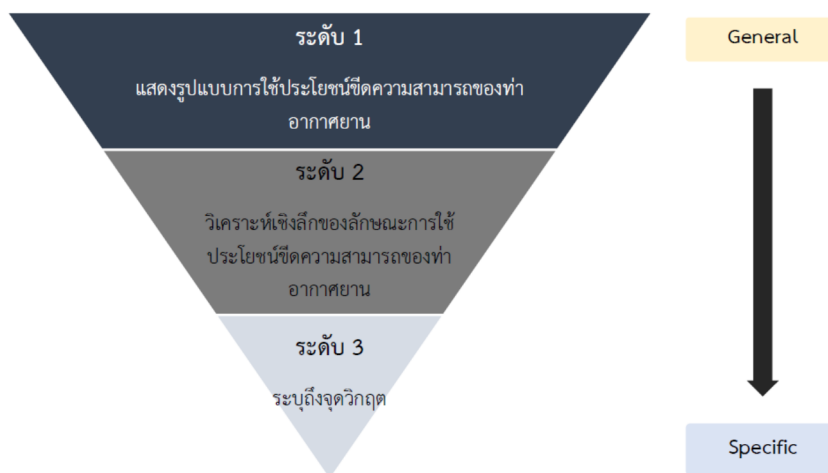 ระดับ 1
General
แสดงรูปแบบการใช้ประโยชน์ขีดความสามารถของท่า
อากาศยาน
ระดับ 2
วิเคราะห์เชิงลึกของลักษณะการใช้
ประโยชน์ขีดความสามารถของท่า
อากาศยาน
ระดับ 3
ระบุถึงจุดวิกฤต
Specific